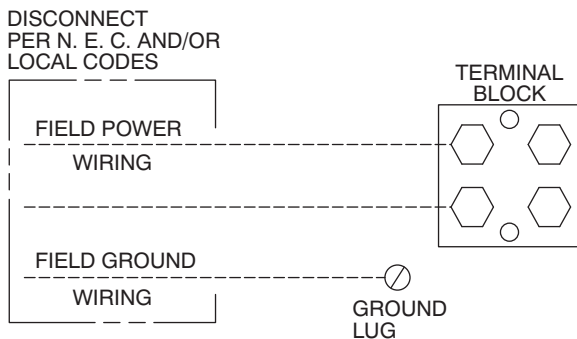 DISCONNECT
PER N. E. C. AND/OR
LOCAL CODES
TERMINAL
BLOCK
FIELD POWER
WIRING
FIELD GROUND
WIRING
GROUND
LUG